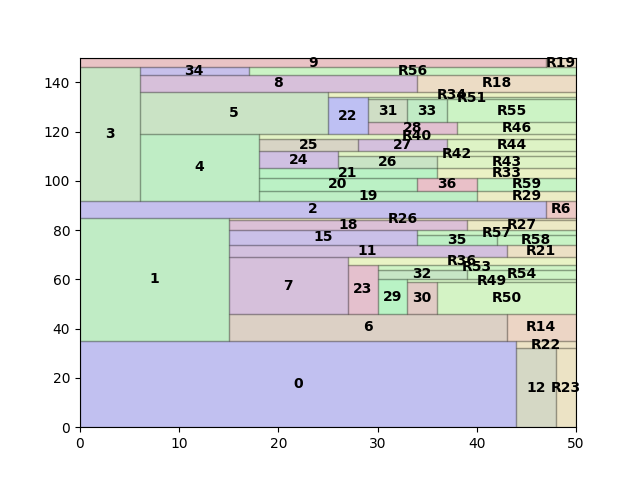 9 R19
34 R56
140
8 R18
R34 R51
3 5 22 31 33 R55
120
28 R46
R40
25 27 R44
R42
24 26 R43
4 21 R33
100
20 36 R59
19 R29
2 R6
R26
18 R27
80
15 R57
35 R58
11 R21
R36
R53
1 7 32 R54
60
23 29 30 R49
R50
6 R14
40
R22
20
0 12 R23
0
0 10 20 30 40 50